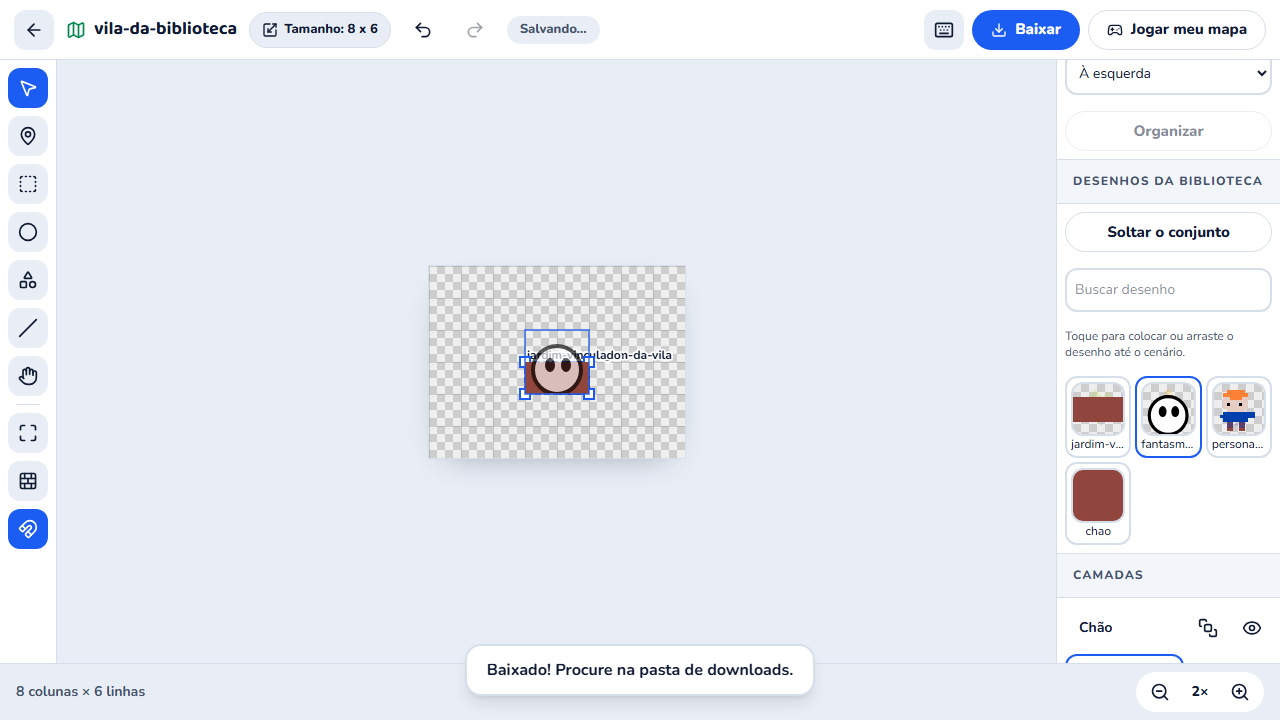 vila-da-biblioteca
Tamanho: 8 x 6
Salvando...
Baixar
Jogar meu mapa
À esquerda
Organizar
DESENHOS DA BIBLIOTECA
Soltar o conjunto
Buscar desenho
Toque para colocar ou arraste o
desenho até o cenário.
jardim-v...
fantasm...
persona...
chao
CAMADAS
Chão
Baixado! Procure na pasta de downloads.
8 colunas × 6 linhas
2×